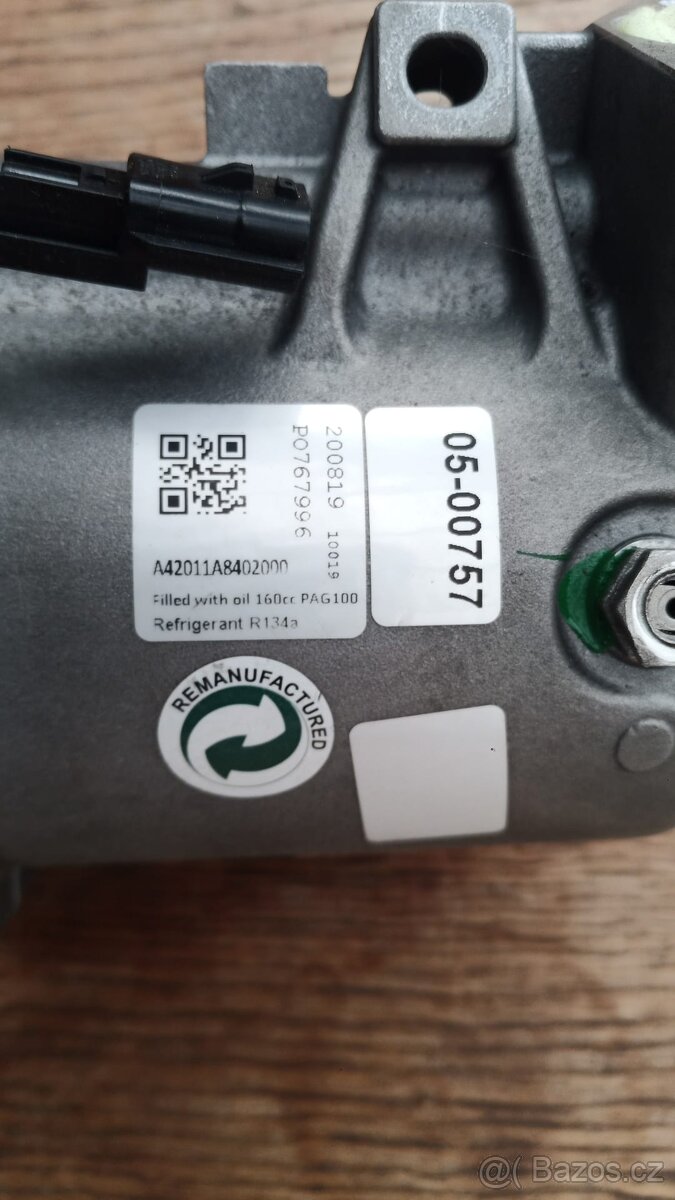 200819 10019
P0767996
A42011A8402000
Filled with oil 160cc PAG100
Refrigerant R134a
05-00757
REMANUFACTURED
@( Bazos.cz